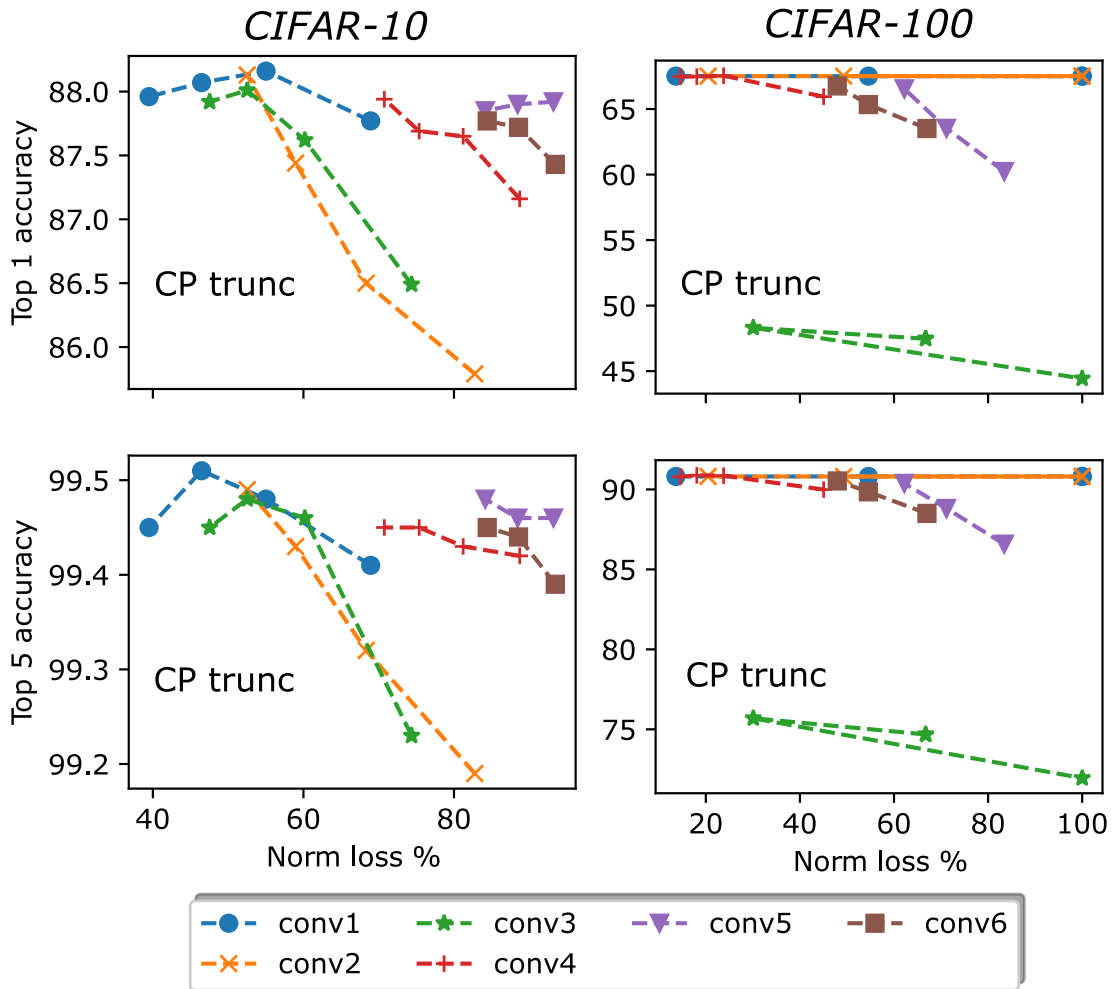 CIFAR-10
CIFAR-100
Top 1 accuracy
88.0
87.5
87.0
86.5
86.0
CP trunc
65
60
55
50
45
CP trunc
Top 5 accuracy
99.5
99.4
99.3
99.2
CP trunc
40
60
80
Norm loss %
90
85
80
75
CP trunc
20
40
60
80
100
Norm loss %
conv1
conv3
conv5
conv6
conv2
conv4